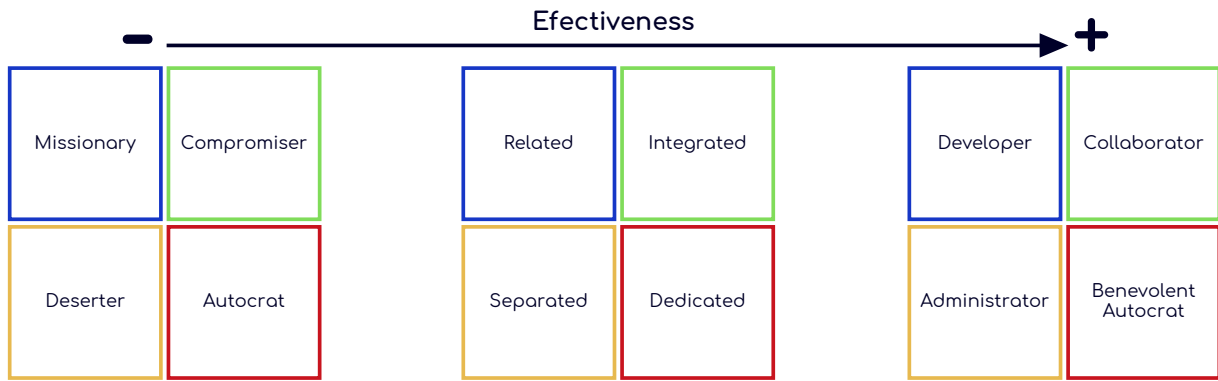 Efectiveness
- +
Missionary Compromiser
Deserter Autocrat
Related Integrated
Separated Dedicated
Developer Collaborator
Administrator Benevolent
Autocrat